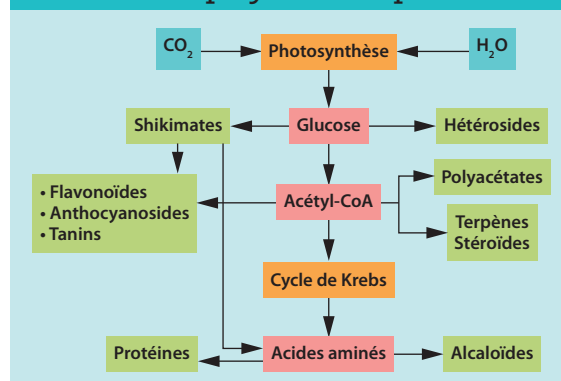 CO₂
Photosynthèse
H₂O
Shikimates
Glucose
Hétérosides
• Flavonoïdes
• Anthocyanosides
• Tanins
Acétyl-CoA
Polyacétates
Terpènes
Stéroïdes
Cycle de Krebs
Protéines
Acides aminés
Alcaloïdes